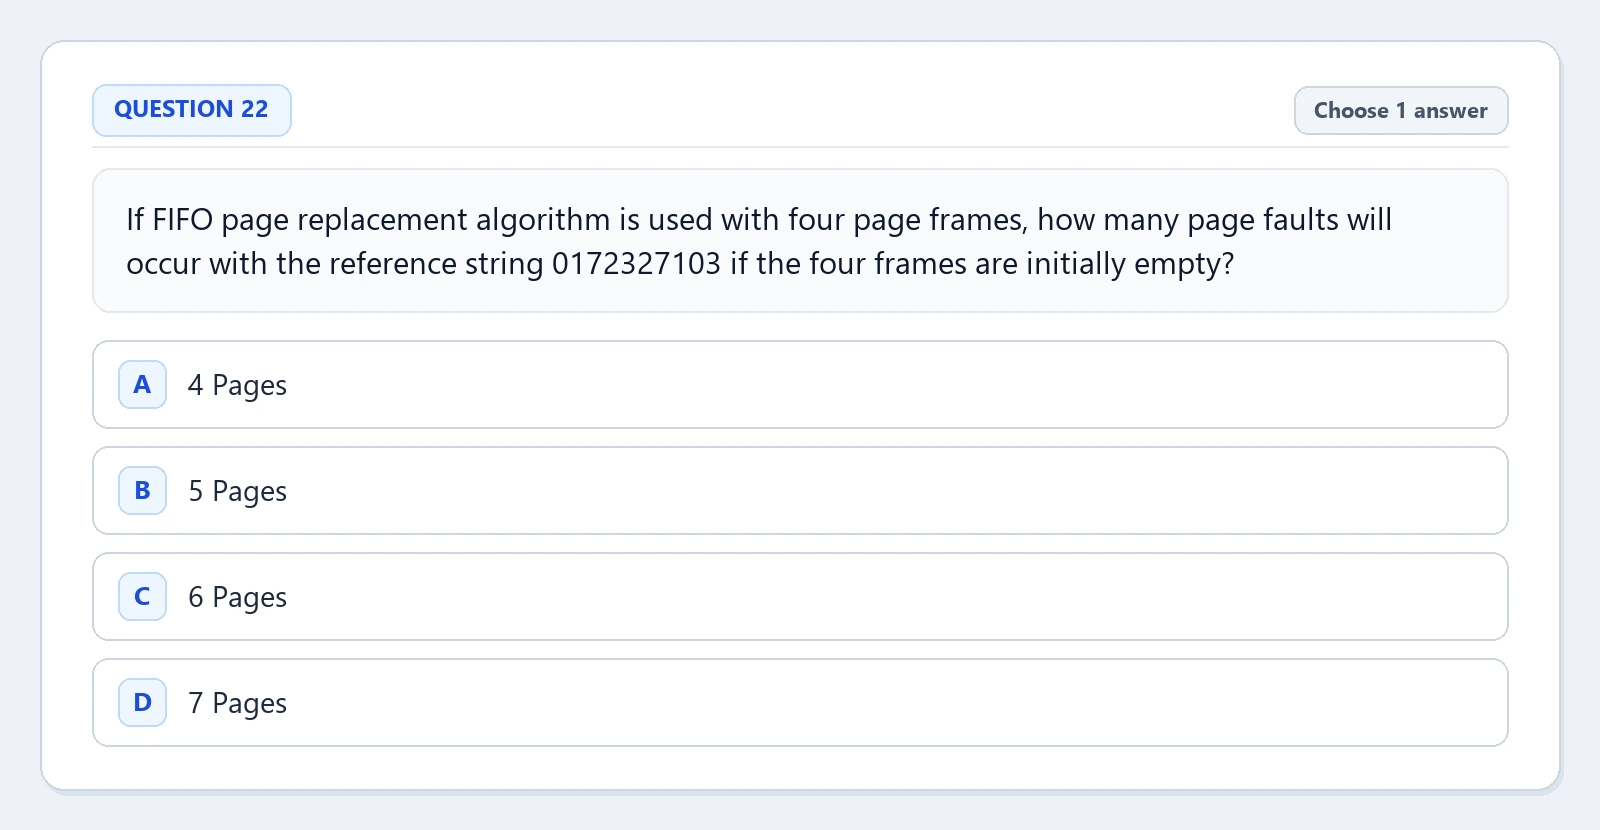 QUESTION 22
Choose 1 answer
If FIFO page replacement algorithm is used with four page frames, how many page faults will
occur with the reference string 0172327103 if the four frames are initially empty?
A 4 Pages
B 5 Pages
C 6 Pages
D 7 Pages